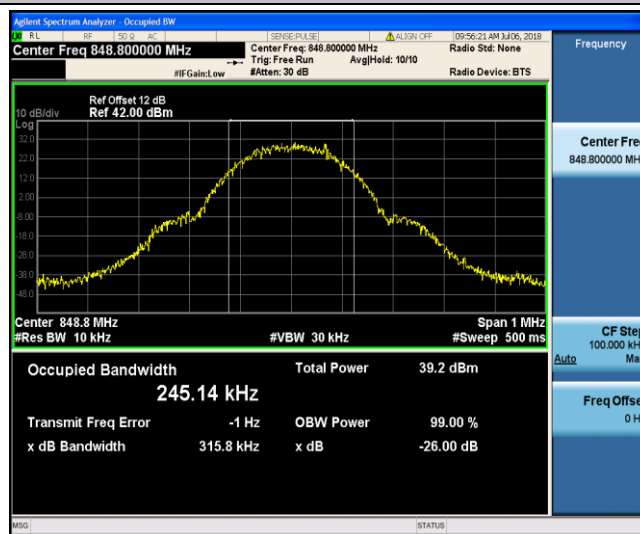 Agilent Spectrum Analyzer - Occupied BW
RL RF 50 Ω AC SENSE:PULSE ALIGN OFF 09:56:21 AM Jul 06, 2018
Center Freq 848.800000 MHz
Center Freq: 848.800000 MHz
Radio Std: None
Trig: Free Run Avg|Hold: 10/10
#IFGain:Low #Atten: 30 dB Radio Device: BTS
Frequency
Ref Offset 12 dB
10 dB/div Ref 42.00 dBm
Log
32.0
22.0
12.0
2.00
-8.00
-18.0
-28.0
-38.0
-48.0
Center 848.8 MHz Span 1 MHz
#Res BW 10 kHz #VBW 30 kHz #Sweep 500 ms
Center Fre
848.800000 MH
CF Step
100.000 kH
Auto Ma
Freq Offse
0 H
Occupied Bandwidth Total Power 39.2 dBm
245.14 kHz
Transmit Freq Error -1 Hz OBW Power 99.00 %
x dB Bandwidth 315.8 kHz x dB -26.00 dB
MSG STATUS